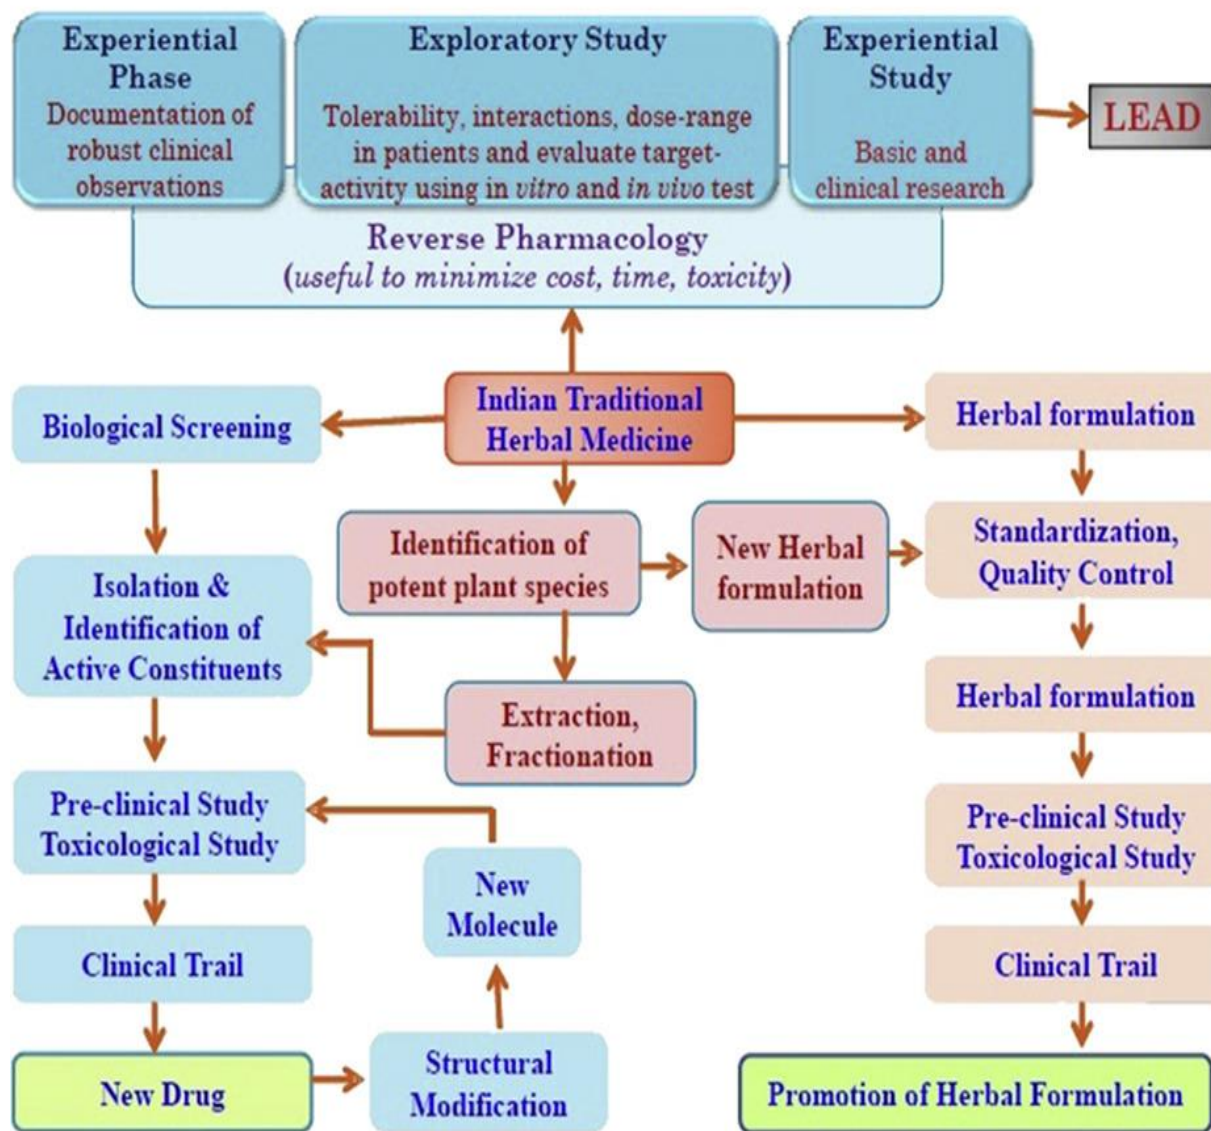 Experiential
Phase
Documentation of
robust clinical
observations
Exploratory Study
Tolerability, interactions, dose-range
in patients and evaluate target-
activity using in vitro and in vivo test
Experiential
Study
Basic and
clinical research
LEAD
Reverse Pharmacology
(useful to minimize cost, time, toxicity)
Indian Traditional
Herbal Medicine
Biological Screening
Herbal formulation
Identification of
potent plant species
New Herbal
formulation
Standardization,
Quality Control
Isolation &
Identification of
Active Constituents
Extraction,
Fractionation
Herbal formulation
Pre-clinical Study
Toxicological Study
New
Molecule
Pre-clinical Study
Toxicological Study
Clinical Trail
Clinical Trail
New Drug
Structural
Modification
Promotion of Herbal Formulation